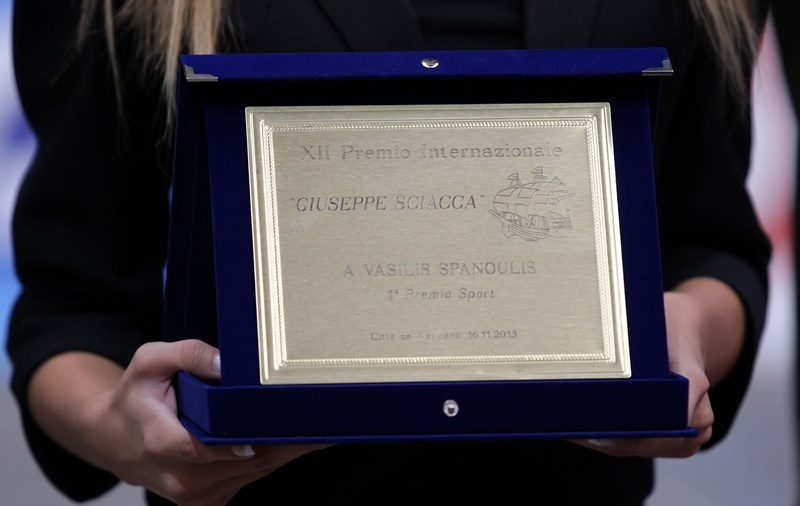 XII Premio Internazionale
"GIUSEPPE SCIACCA"
A VASILIS SPANOULIS
1° Premio Sport
Città del Vaticano, 16.11.2013